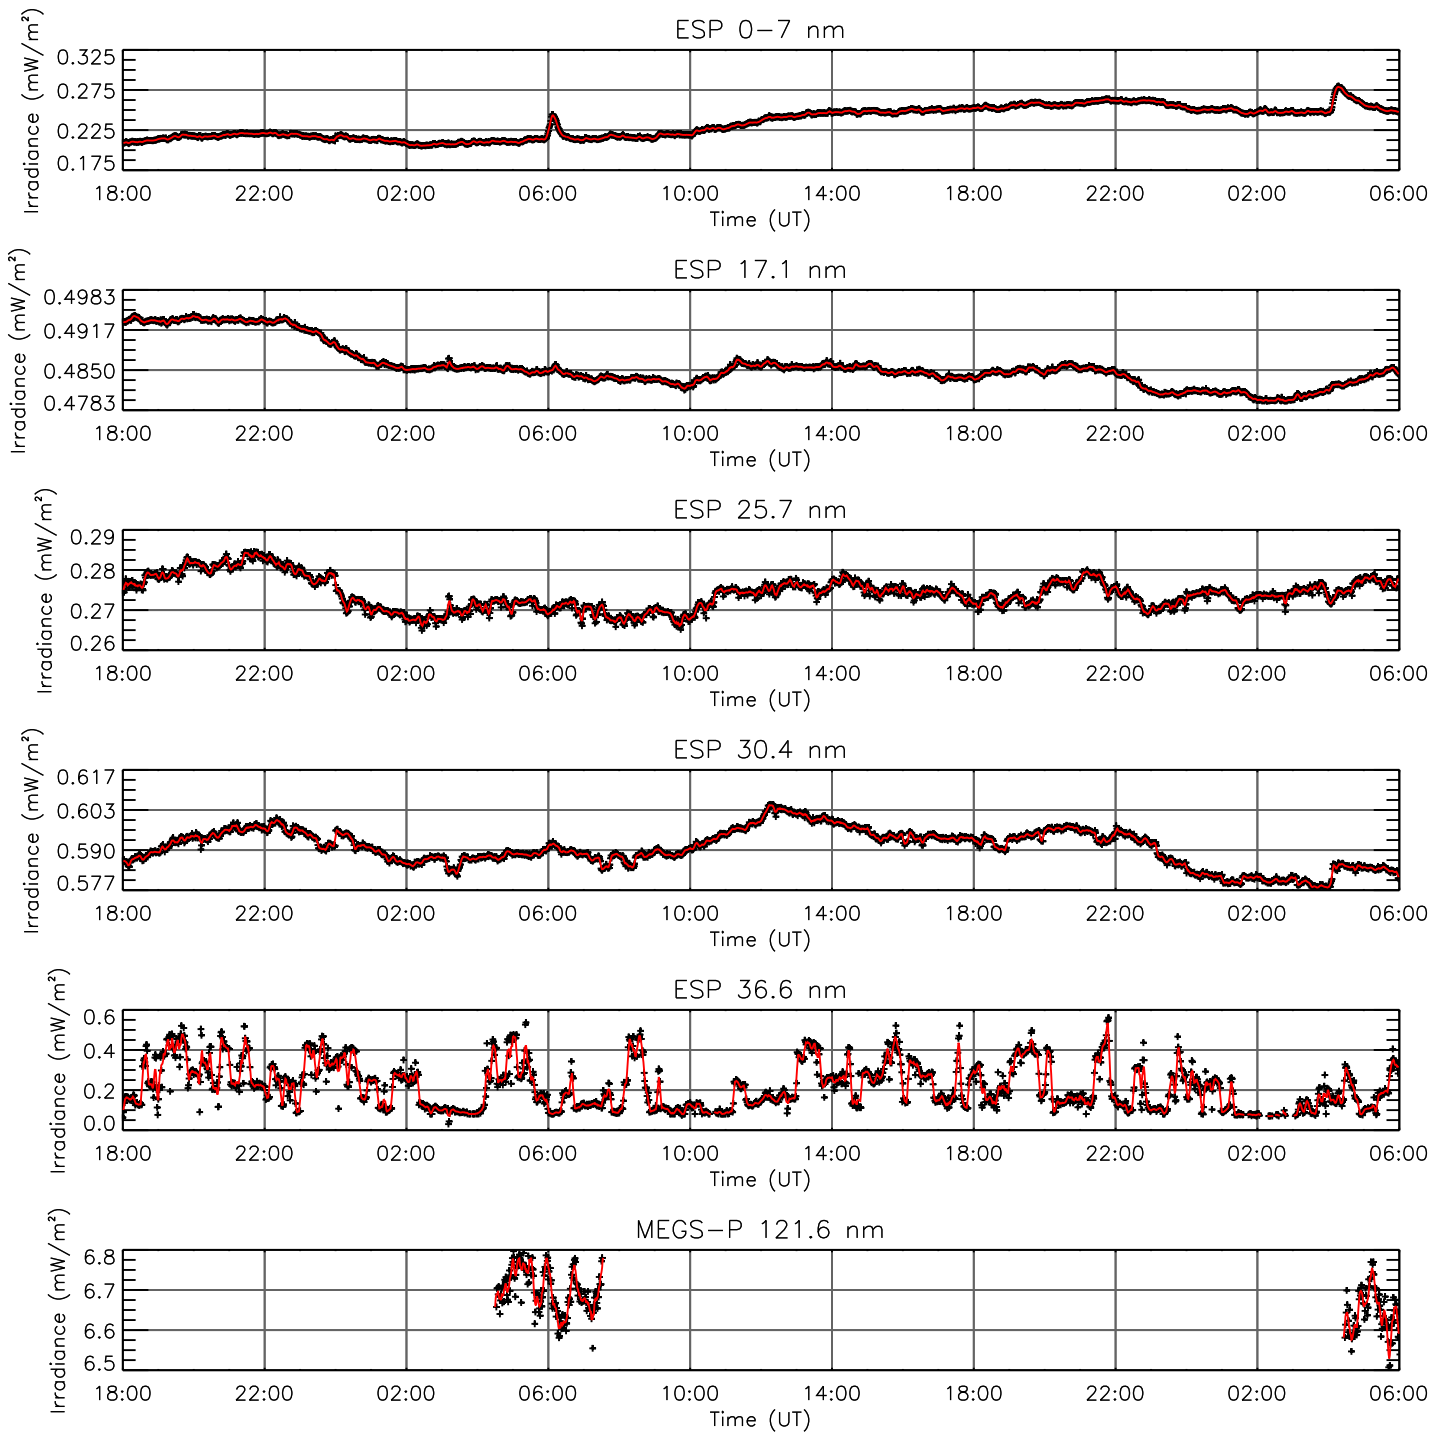 ESP 0−7 nm
Irradiance (mW/m²)
0.325
0.275
0.225
0.175
18:00 22:00 02:00 06:00 10:00 14:00 18:00 22:00 02:00 06:00
Time (UT)
ESP 17.1 nm
Irradiance (mW/m²)
0.4983
0.4917
0.4850
0.4783
18:00 22:00 02:00 06:00 10:00 14:00 18:00 22:00 02:00 06:00
Time (UT)
ESP 25.7 nm
Irradiance (mW/m²)
0.29
0.28
0.27
0.26
18:00 22:00 02:00 06:00 10:00 14:00 18:00 22:00 02:00 06:00
Time (UT)
ESP 30.4 nm
Irradiance (mW/m²)
0.617
0.603
0.590
0.577
18:00 22:00 02:00 06:00 10:00 14:00 18:00 22:00 02:00 06:00
Time (UT)
ESP 36.6 nm
Irradiance (mW/m²)
0.6
0.4
0.2
0.0
18:00 22:00 02:00 06:00 10:00 14:00 18:00 22:00 02:00 06:00
Time (UT)
MEGS−P 121.6 nm
Irradiance (mW/m²)
6.8
6.7
6.6
6.5
18:00 22:00 02:00 06:00 10:00 14:00 18:00 22:00 02:00 06:00
Time (UT)